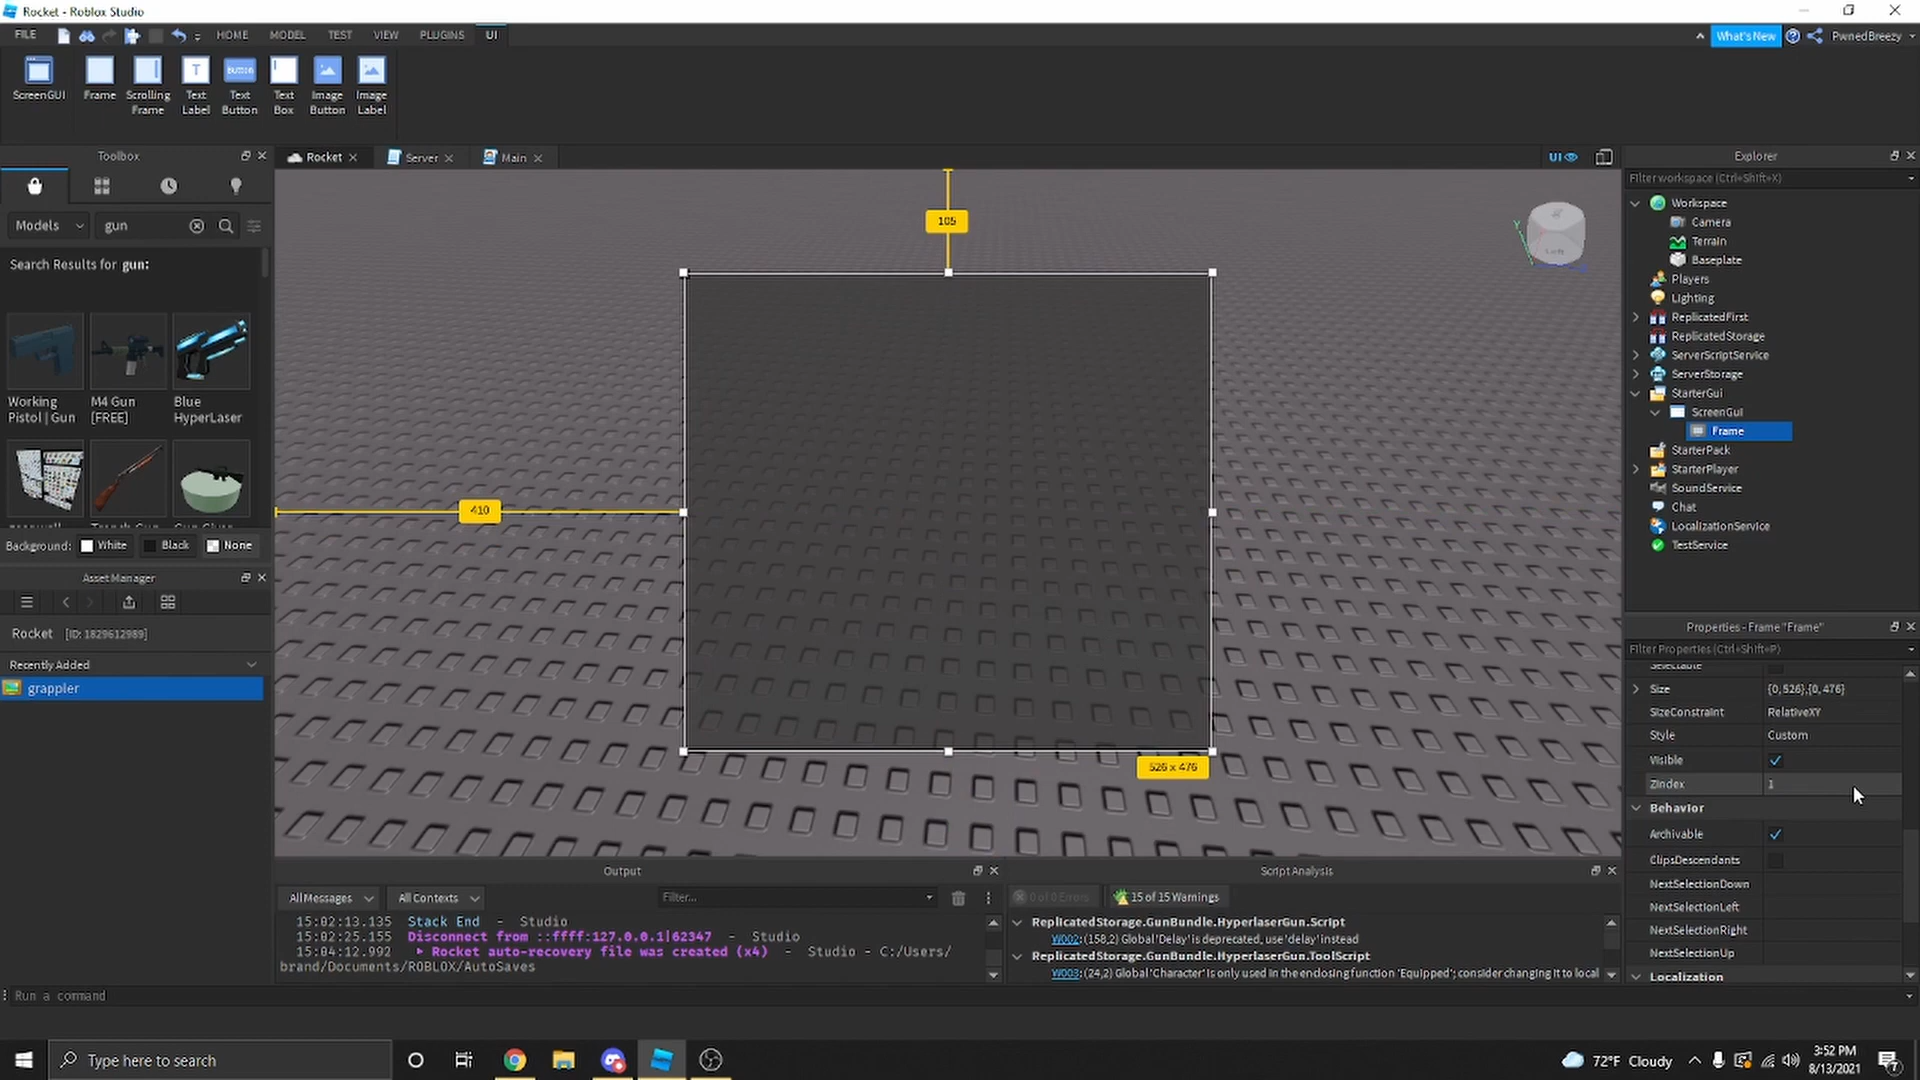 Rocket - Roblox Studio
FILE HOME MODEL TEST VIEW PLUGINS UI What's New PwnedBreezy
ScreenGUI Frame Scrolling Frame Text Label Text Button Text Box Image Button Image Label
Toolbox
Rocket Server Main UI
Explorer
Models gun
Filter workspace (Ctrl+Shift+X)
Search Results for gun:
Working Pistol | Gun
M4 Gun [FREE]
Blue HyperLaser
Background: White Black None
Asset Manager
Rocket [ID: 1829612989]
Recently Added
grappler
105
410
526 x 476
Workspace
Camera
Terrain
Baseplate
Players
Lighting
ReplicatedFirst
ReplicatedStorage
ServerScriptService
ServerStorage
StarterGui
ScreenGui
Frame
StarterPack
StarterPlayer
SoundService
Chat
LocalizationService
TestService
Properties - Frame "Frame"
Filter Properties (Ctrl+Shift+P)
Selectable
Size {0, 526},{0, 476}
SizeConstraint RelativeXY
Style Custom
Visible
ZIndex 1
Behavior
Archivable
ClipsDescendants
NextSelectionDown
NextSelectionLeft
NextSelectionRight
NextSelectionUp
Localization
Output
All Messages All Contexts Filter...
15:02:13.135 Stack End - Studio
15:02:25.155 Disconnect from ::ffff:127.0.0.1|62347 - Studio
15:04:12.992 Rocket auto-recovery file was created (x4) - Studio - C:/Users/
brand/Documents/ROBLOX/AutoSaves
Script Analysis
0 of 0 Errors 15 of 15 Warnings
ReplicatedStorage.GunBundle.HyperlaserGun.Script
W002: (158,2) Global 'Delay' is deprecated, use 'delay' instead
ReplicatedStorage.GunBundle.HyperlaserGun.ToolScript
W003: (24,2) Global 'Character' is only used in the enclosing function 'Equipped'; consider changing it to local
Run a command
Type here to search
72°F Cloudy
3:52 PM
8/13/2021